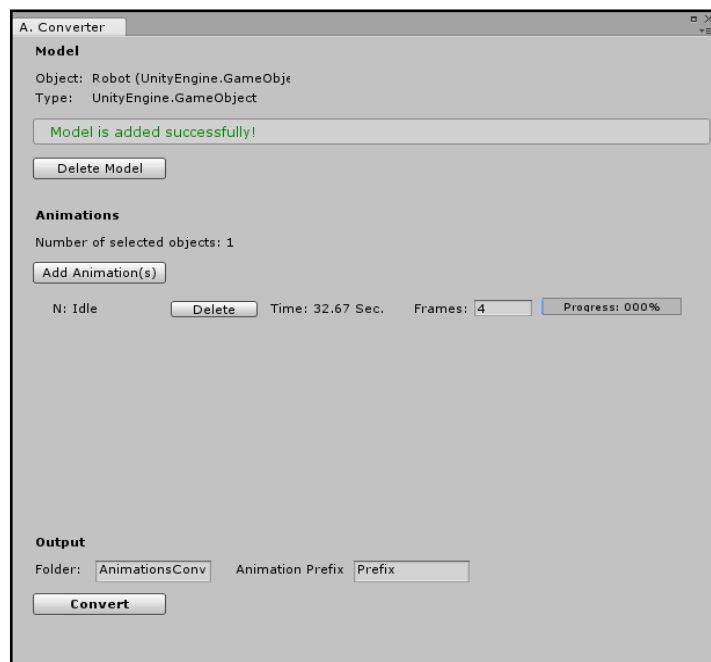 A. Converter
Model
Object: Robot (UnityEngine.GameObje
Type: UnityEngine.GameObject
Model is added successfully!
Delete Model
Animations
Number of selected objects: 1
Add Animation(s)
N: Idle Delete Time: 32.67 Sec. Frames: 4 Progress: 000%
Output
Folder: AnimationsConv Animation Prefix Prefix
Convert